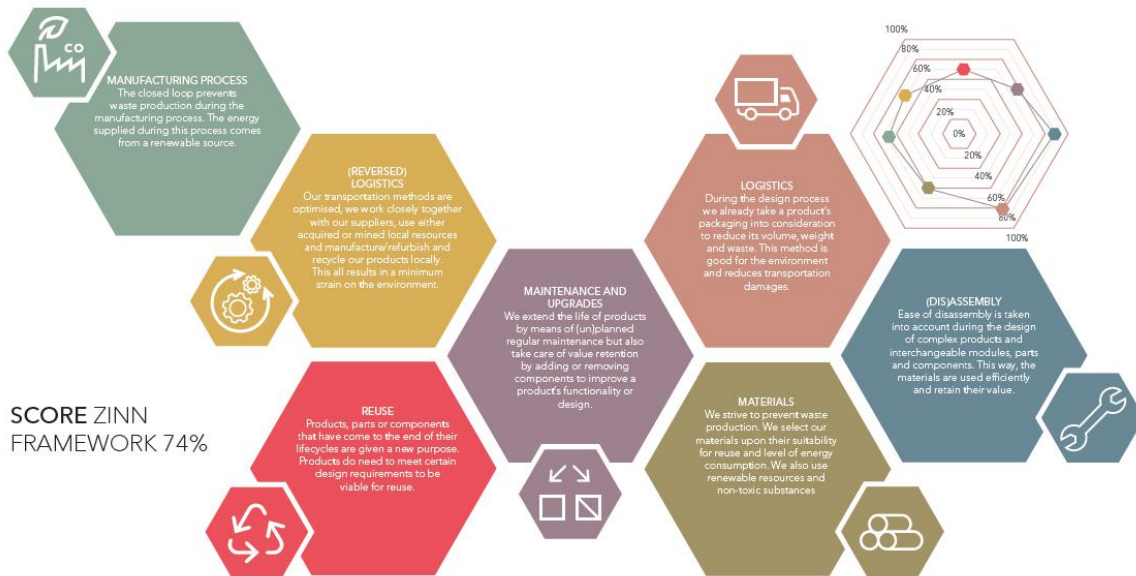 CO
MANUFACTURING PROCESS
The closed loop prevents
waste production during the
manufacturing process. The energy
supplied during this process comes
from a renewable source.
(REVERSED)
LOGISTICS
Our transportation methods are
optimised, we work closely together
with our suppliers, use either
acquired or mined local resources
and manufacture/refurbish and
recycle our products locally.
This all results in a minimum
strain on the environment.
MAINTENANCE AND
UPGRADES
We extend the life of products
by means of (un)planned
regular maintenance but also
take care of value retention
by adding or removing
components to improve a
product's functionality or
design.
LOGISTICS
During the design process
we already take a product's
packaging into consideration
to reduce its volume, weight
and waste. This method is
good for the environment
and reduces transportation
damages.
100%
80%
60%
40%
20%
0%
20%
40%
60%
80%
100%
(DIS)ASSEMBLY
Ease of disassembly is taken
into account during the design
of complex products and
interchangeable modules, parts
and components. This way, the
materials are used efficiently
and retain their value.
SCORE ZINN
FRAMEWORK 74%
REUSE
Products, parts or components
that have come to the end of their
lifecycles are given a new purpose.
Products do need to meet certain
design requirements to be
viable for reuse.
MATERIALS
We strive to prevent waste
production. We select our
materials upon their suitability
for reuse and level of energy
consumption. We also use
renewable resources and
non-toxic substances